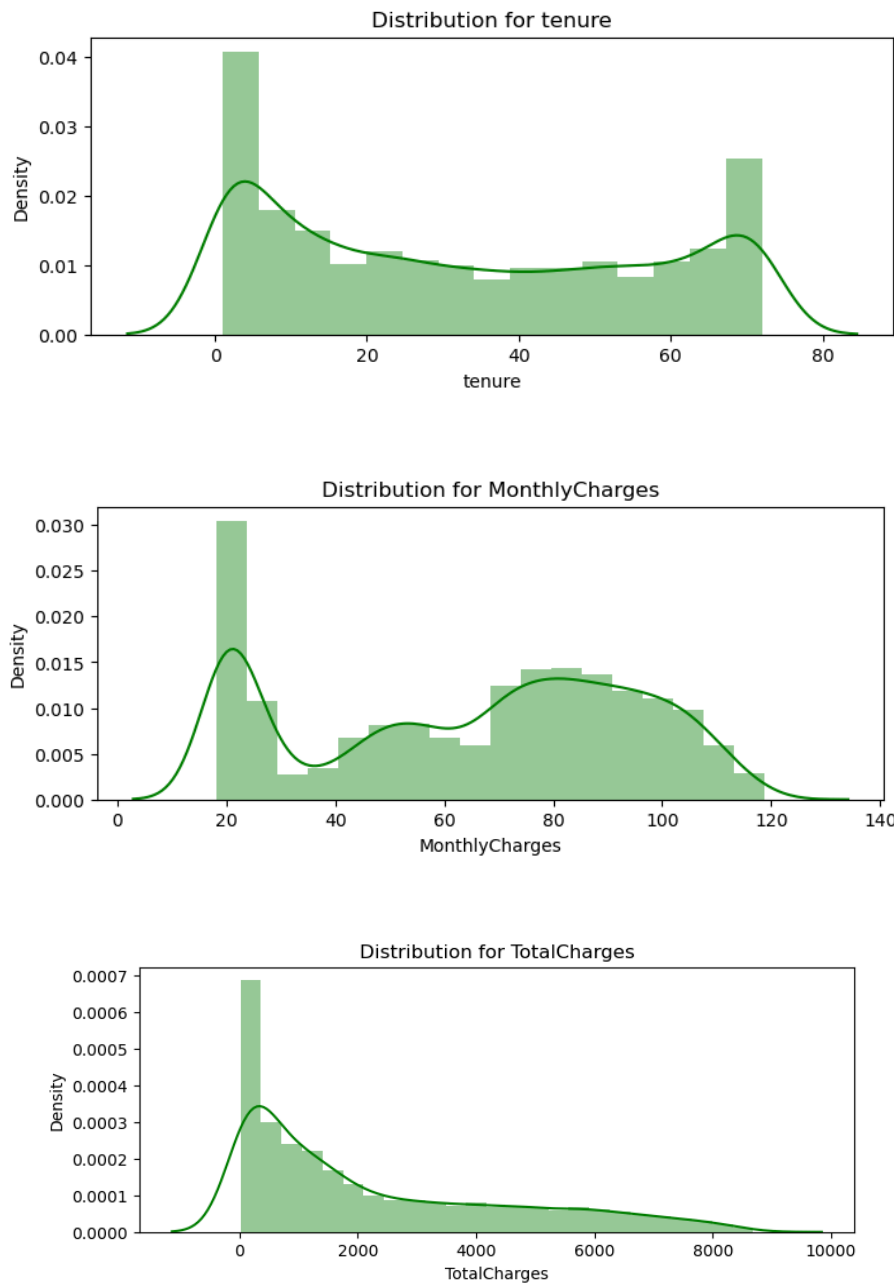 Distribution for tenure
0.04
0.03
0.02
0.01
0.00
Density
0 20 40 60 80
tenure
Distribution for MonthlyCharges
0.030
0.025
0.020
0.015
0.010
0.005
0.000
Density
0 20 40 60 80 100 120 140
MonthlyCharges
Distribution for TotalCharges
0.0007
0.0006
0.0005
0.0004
0.0003
0.0002
0.0001
0.0000
Density
0 2000 4000 6000 8000 10000
TotalCharges